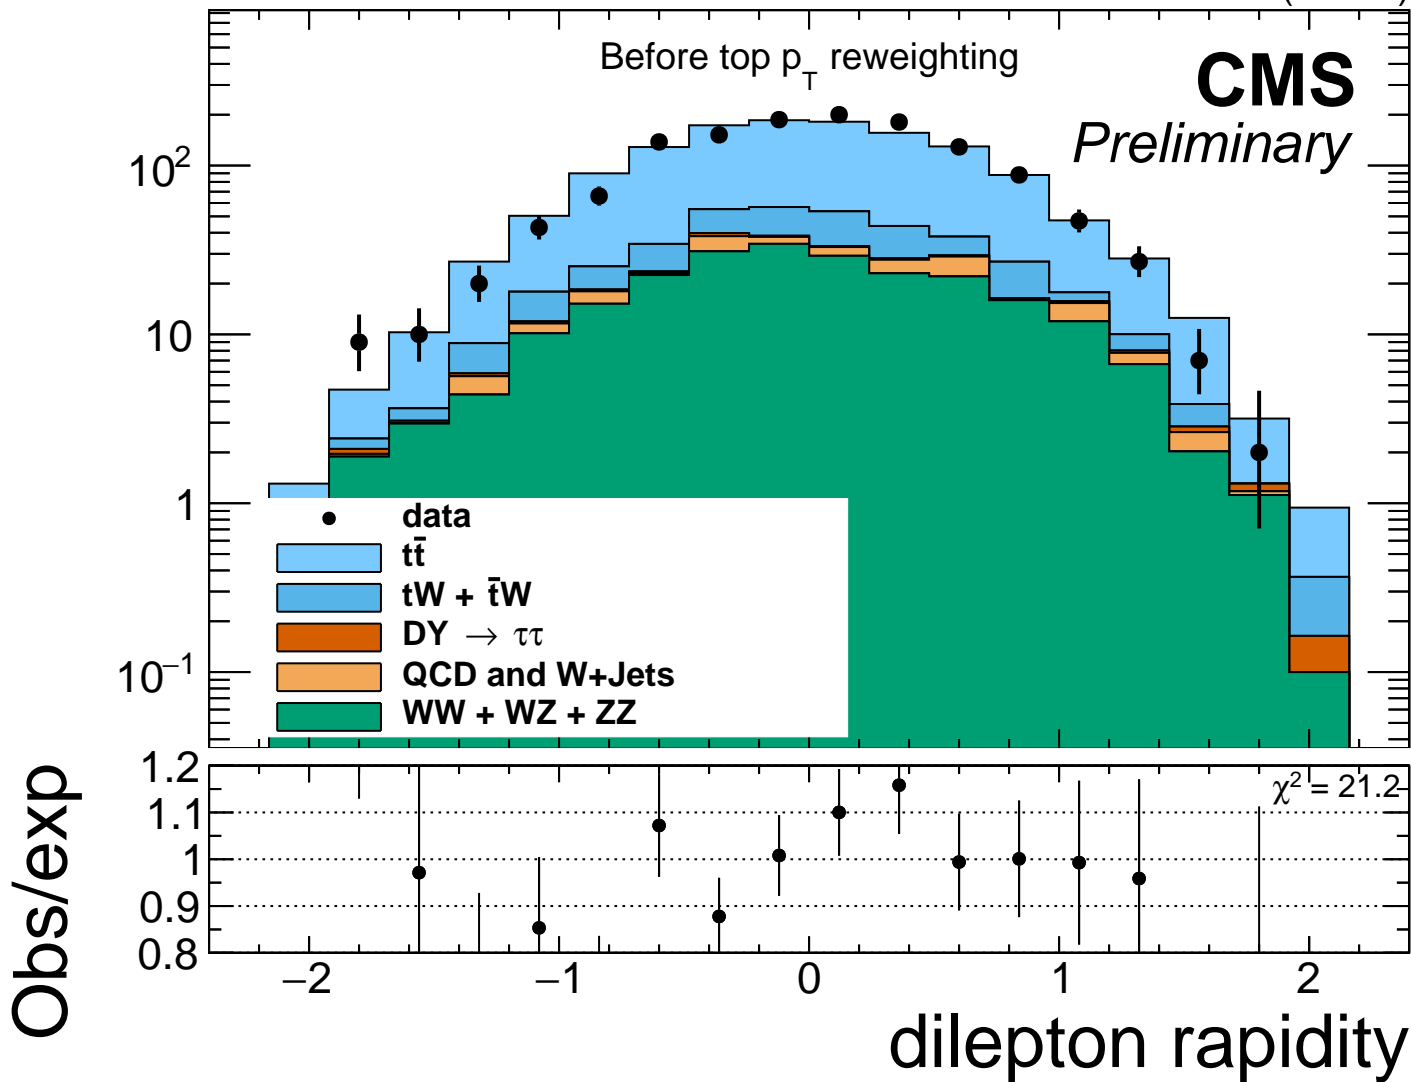 Before top p_T reweighting
CMS
Preliminary
10²
10
1
10⁻¹
data
tt̄
tW + t̄W
DY → ττ
QCD and W+Jets
WW + WZ + ZZ
χ² = 21.2
1.2
1.1
1
0.9
0.8
Obs/exp
−2 −1 0 1 2
dilepton rapidity